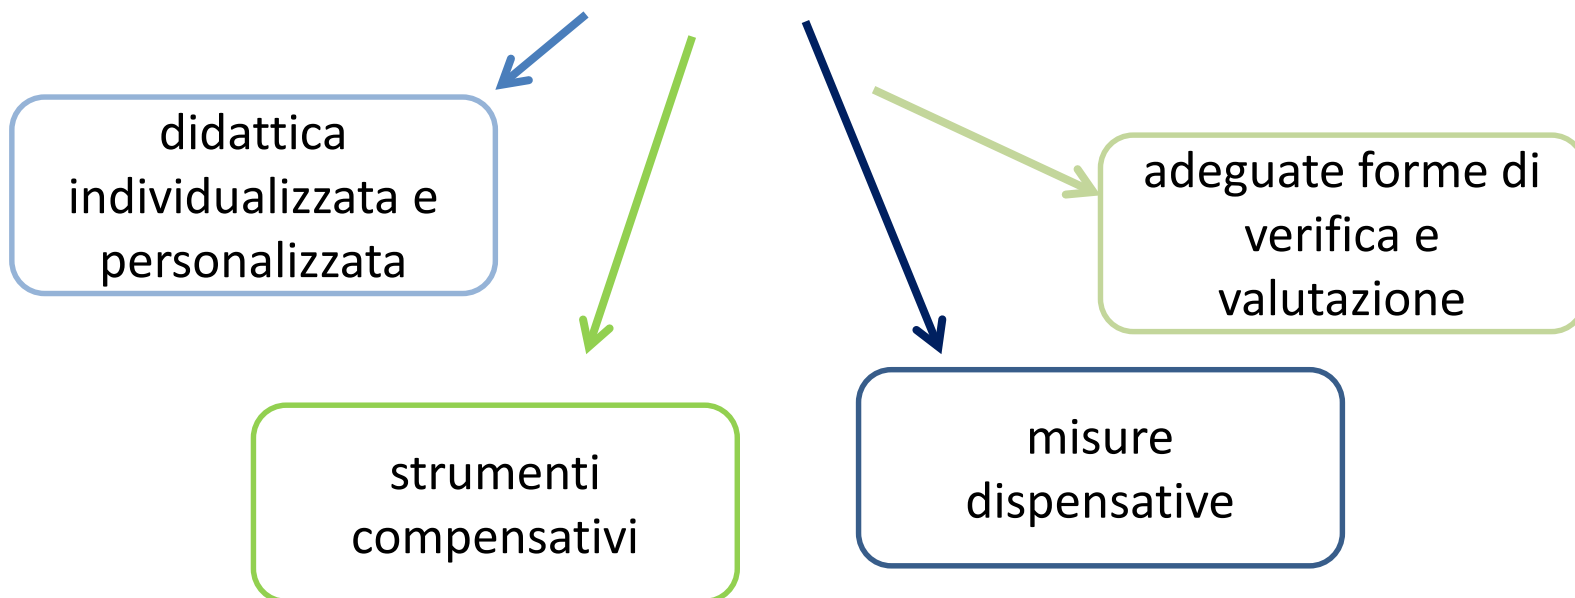 didattica
individualizzata e
personalizzata
adeguate forme di
verifica e
valutazione
strumenti
compensativi
misure
dispensative